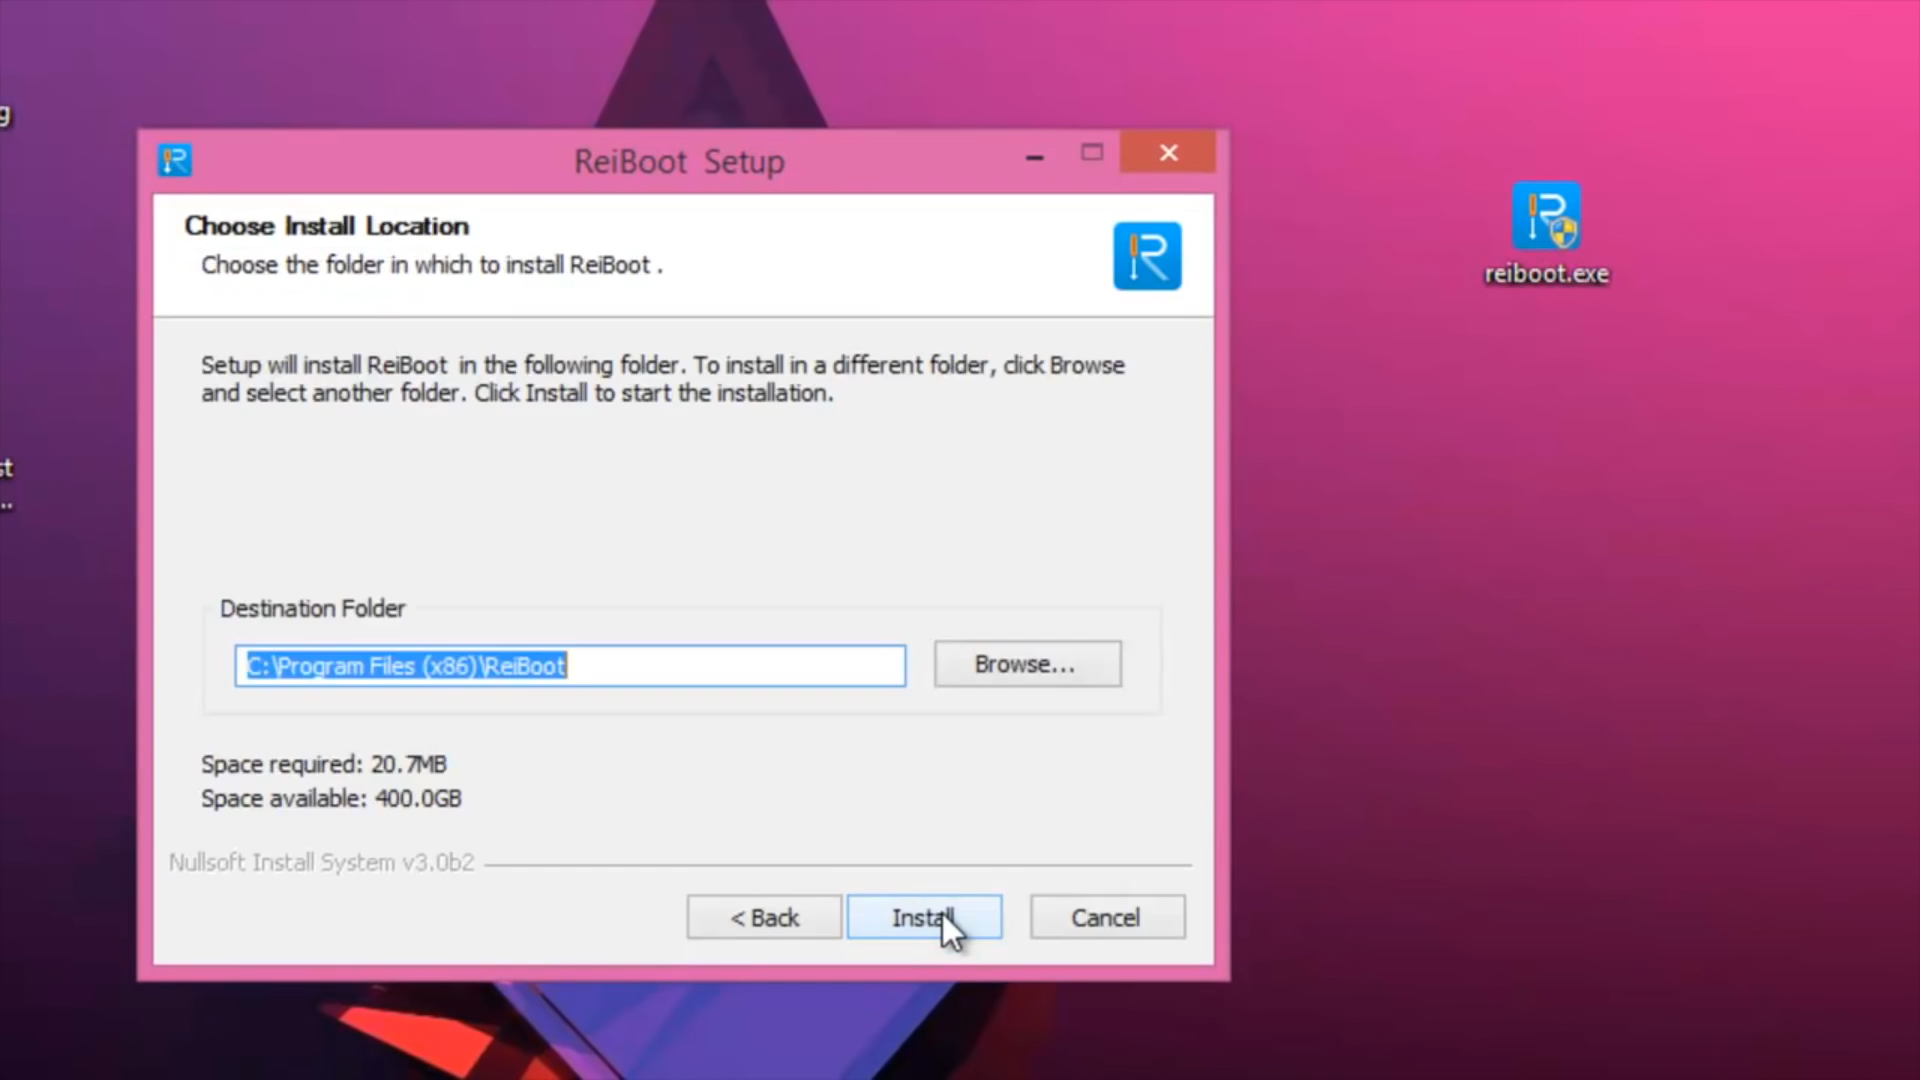 g
st
...
ReiBoot Setup
Choose Install Location
Choose the folder in which to install ReiBoot .
Setup will install ReiBoot in the following folder. To install in a different folder, click Browse
and select another folder. Click Install to start the installation.
Destination Folder
C:\Program Files (x86)\ReiBoot
Browse...
Space required: 20.7MB
Space available: 400.0GB
Nullsoft Install System v3.0b2
< Back
Install
Cancel
reiboot.exe